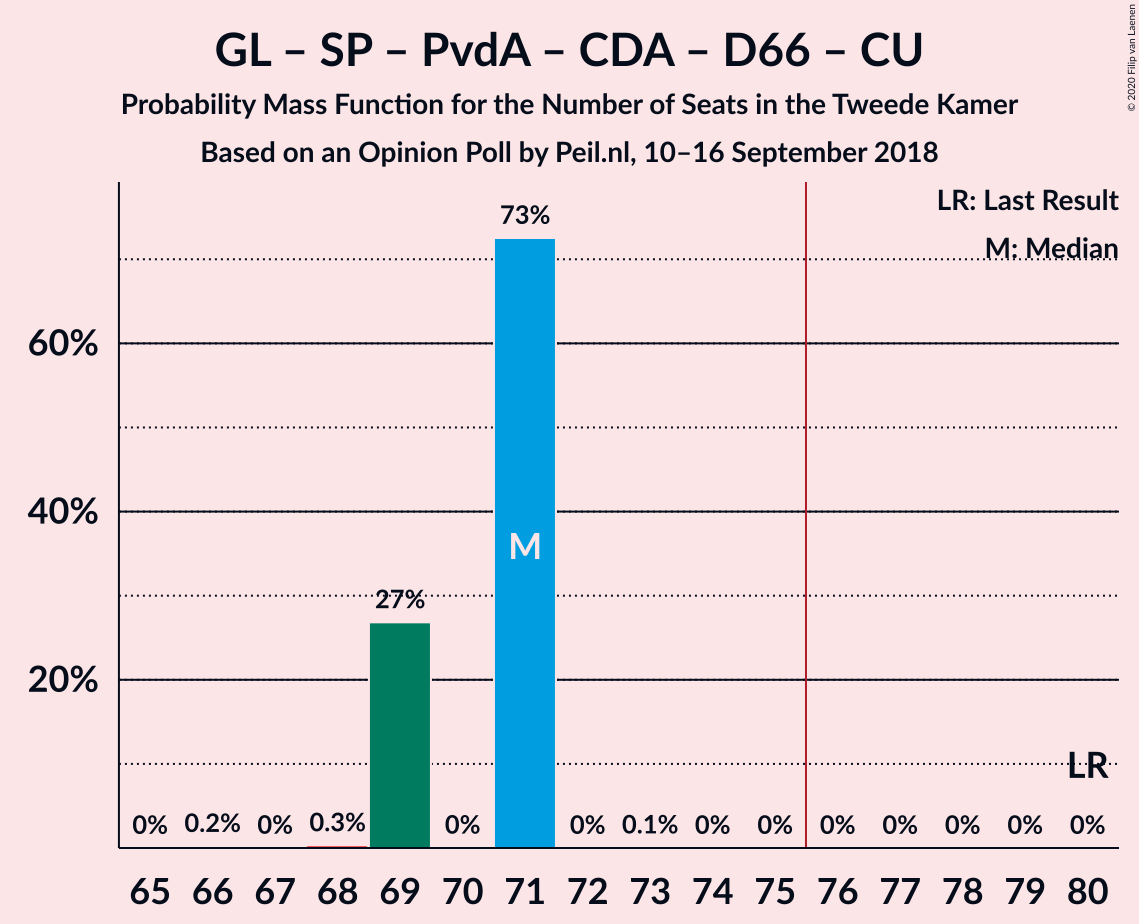 GL – SP – PvdA – CDA – D66 – CU
Probability Mass Function for the Number of Seats in the Tweede Kamer
Based on an Opinion Poll by Peil.nl, 10–16 September 2018
© 2020 Filip van Laenen
LR: Last Result
M: Median
73%
60%
40%
M
27%
20%
LR
0% 0.2% 0% 0.3% 0% 0% 0.1% 0% 0% 0% 0% 0% 0% 0%
65 66 67 68 69 70 71 72 73 74 75 76 77 78 79 80